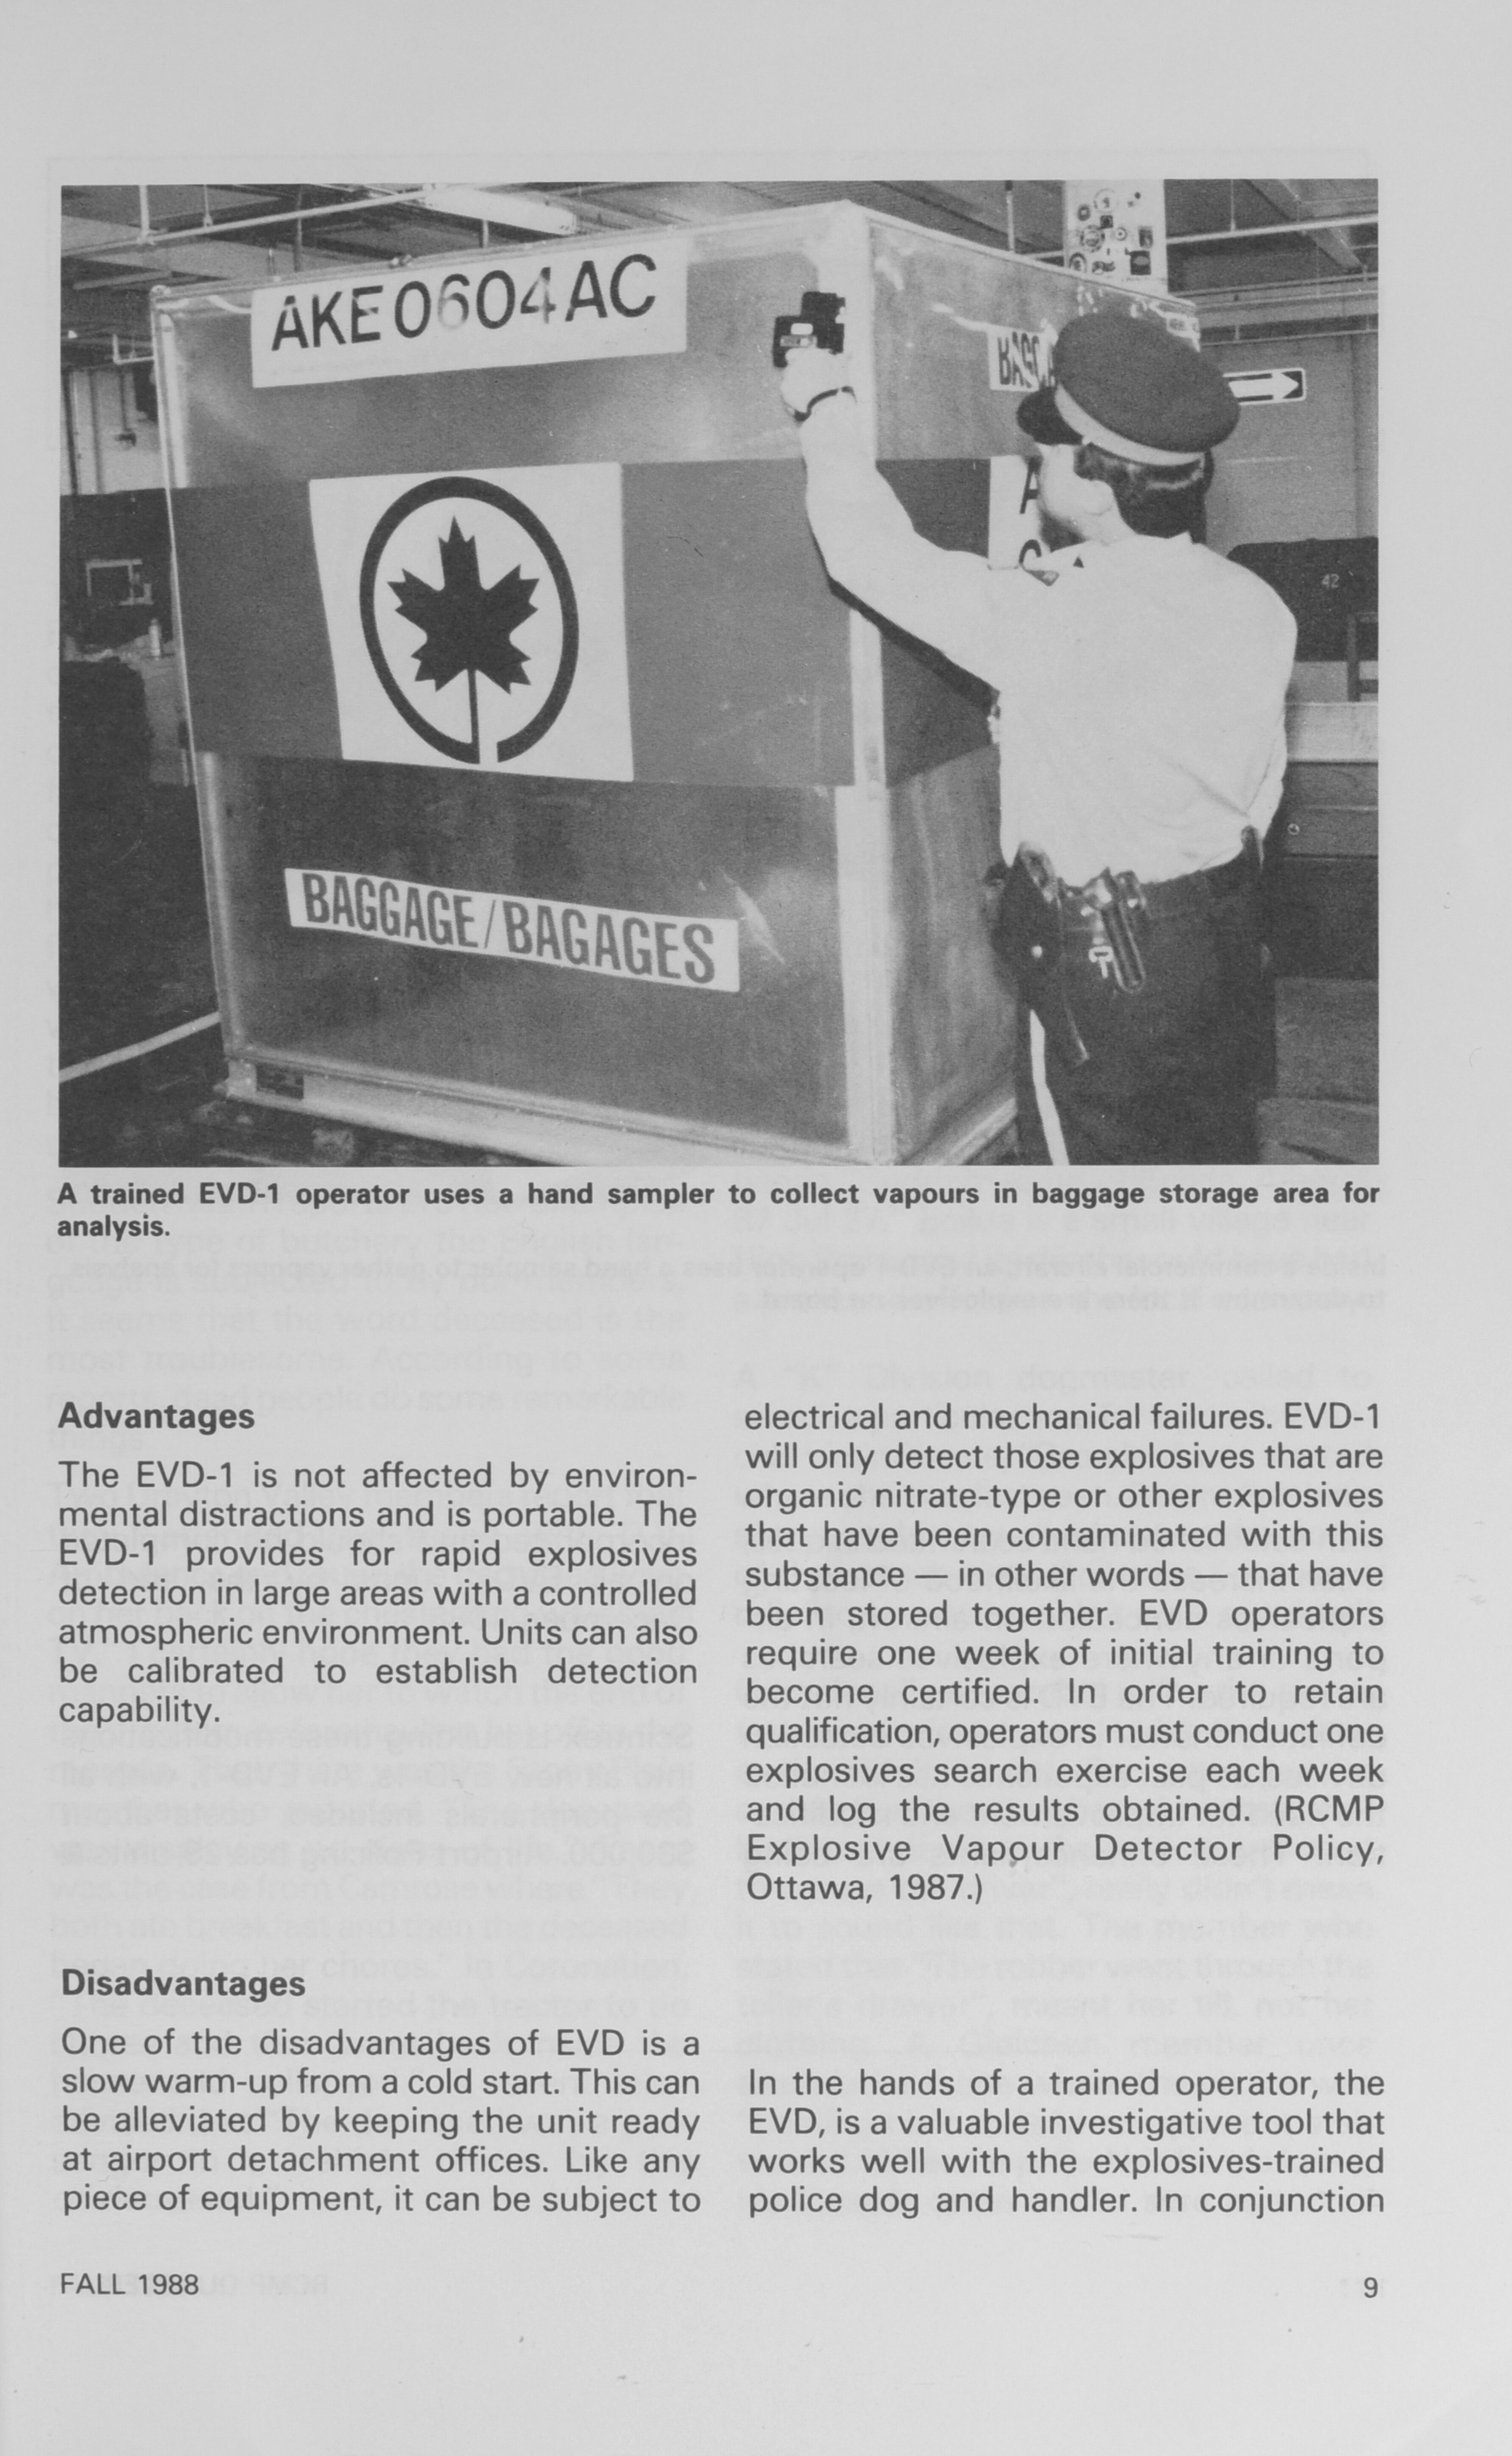 AKE0604AC
BAGGAGE/BAGAGES
42
A trained EVD-1 operator uses a hand sampler to collect vapours in baggage storage area for
analysis.
Advantages
The EVD-1 is not affected by environ-
mental distractions and is portable. The
EVD-1 provides for rapid explosives
detection in large areas with a controlled
atmospheric environment. Units can also
be calibrated to establish detection
capability.
Disadvantages
One of the disadvantages of EVD is a
slow warm-up from a cold start. This can
be alleviated by keeping the unit ready
at airport detachment offices. Like any
piece of equipment, it can be subject to
electrical and mechanical failures. EVD-1
will only detect those explosives that are
organic nitrate-type or other explosives
that have been contaminated with this
substance — in other words — that have
been stored together. EVD operators
require one week of initial training to
become certified. In order to retain
qualification, operators must conduct one
explosives search exercise each week
and log the results obtained. (RCMP
Explosive Vapour Detector Policy,
Ottawa, 1987.)
In the hands of a trained operator, the
EVD, is a valuable investigative tool that
works well with the explosives-trained
police dog and handler. In conjunction
FALL 1988
9